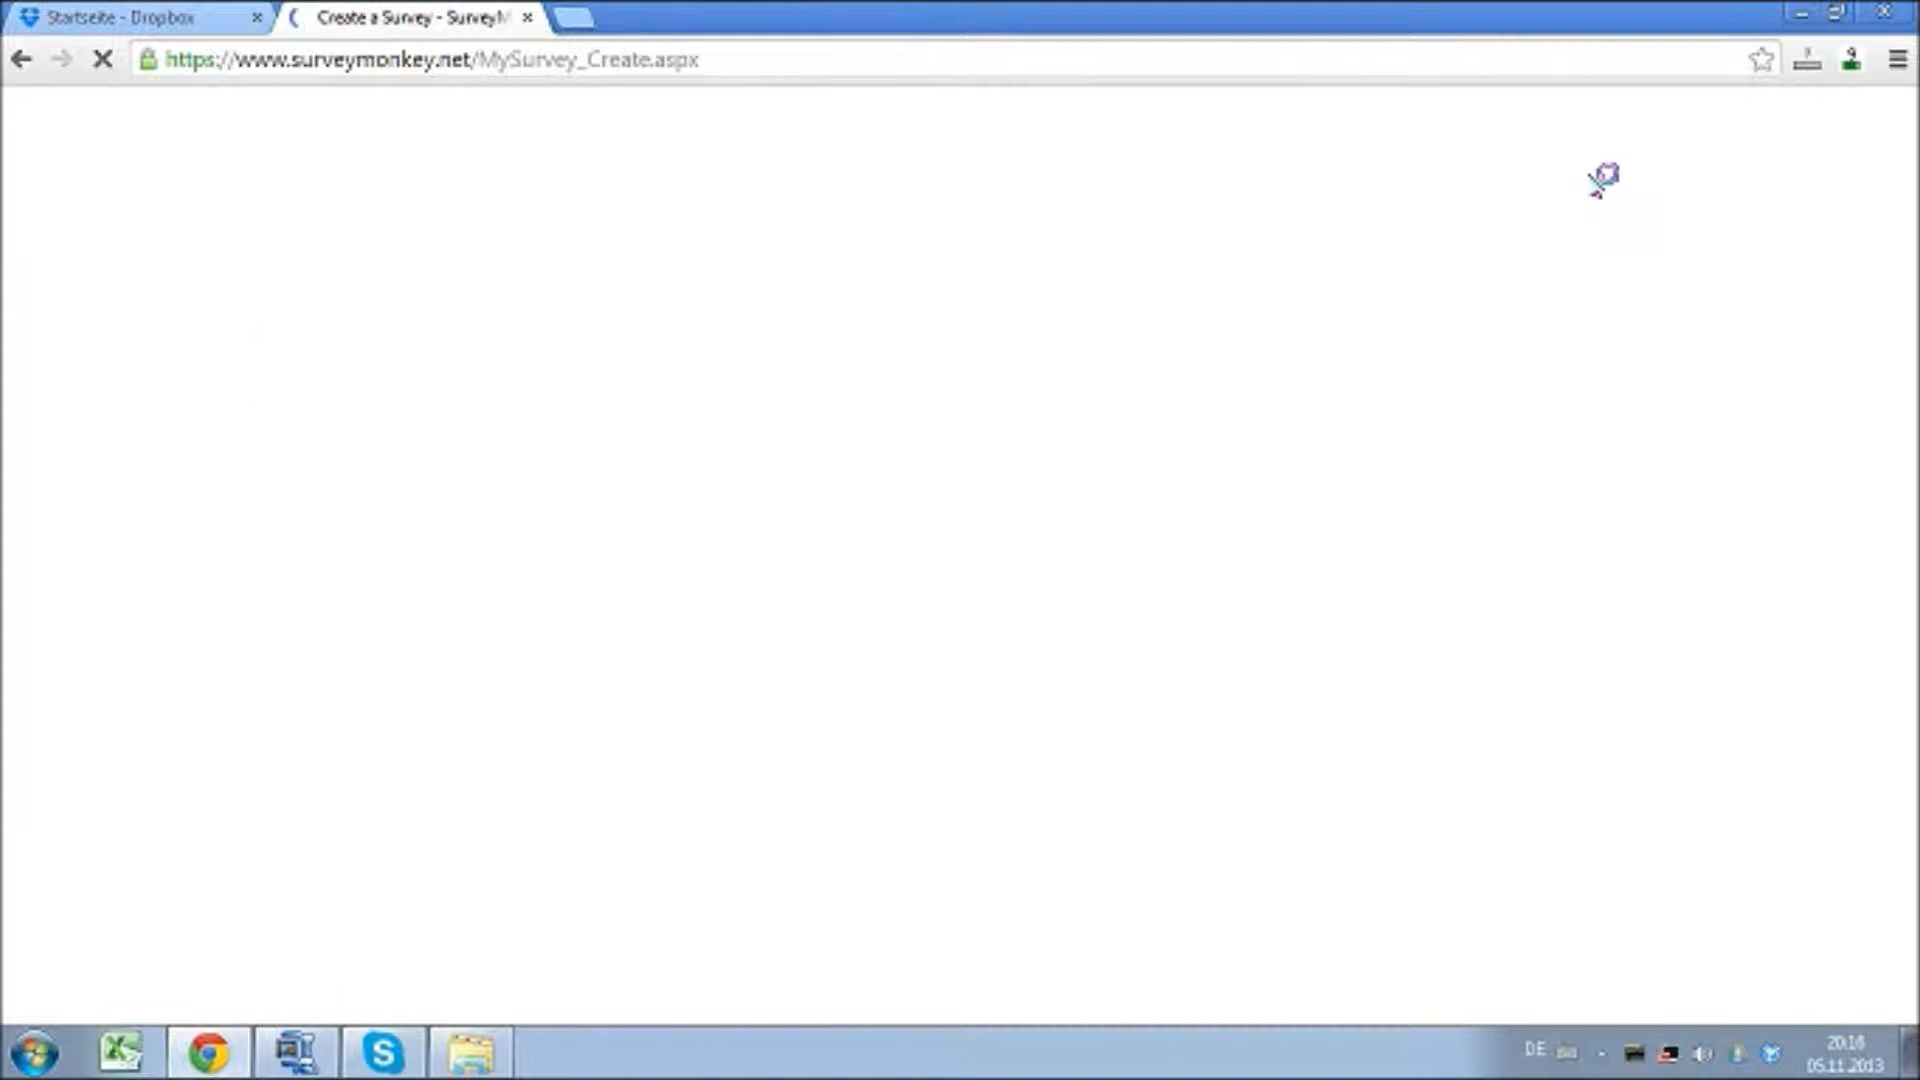 Startseite - Dropbox
Create a Survey - SurveyM
https://www.surveymonkey.net/MySurvey_Create.aspx
DE
20:16
05.11.2013